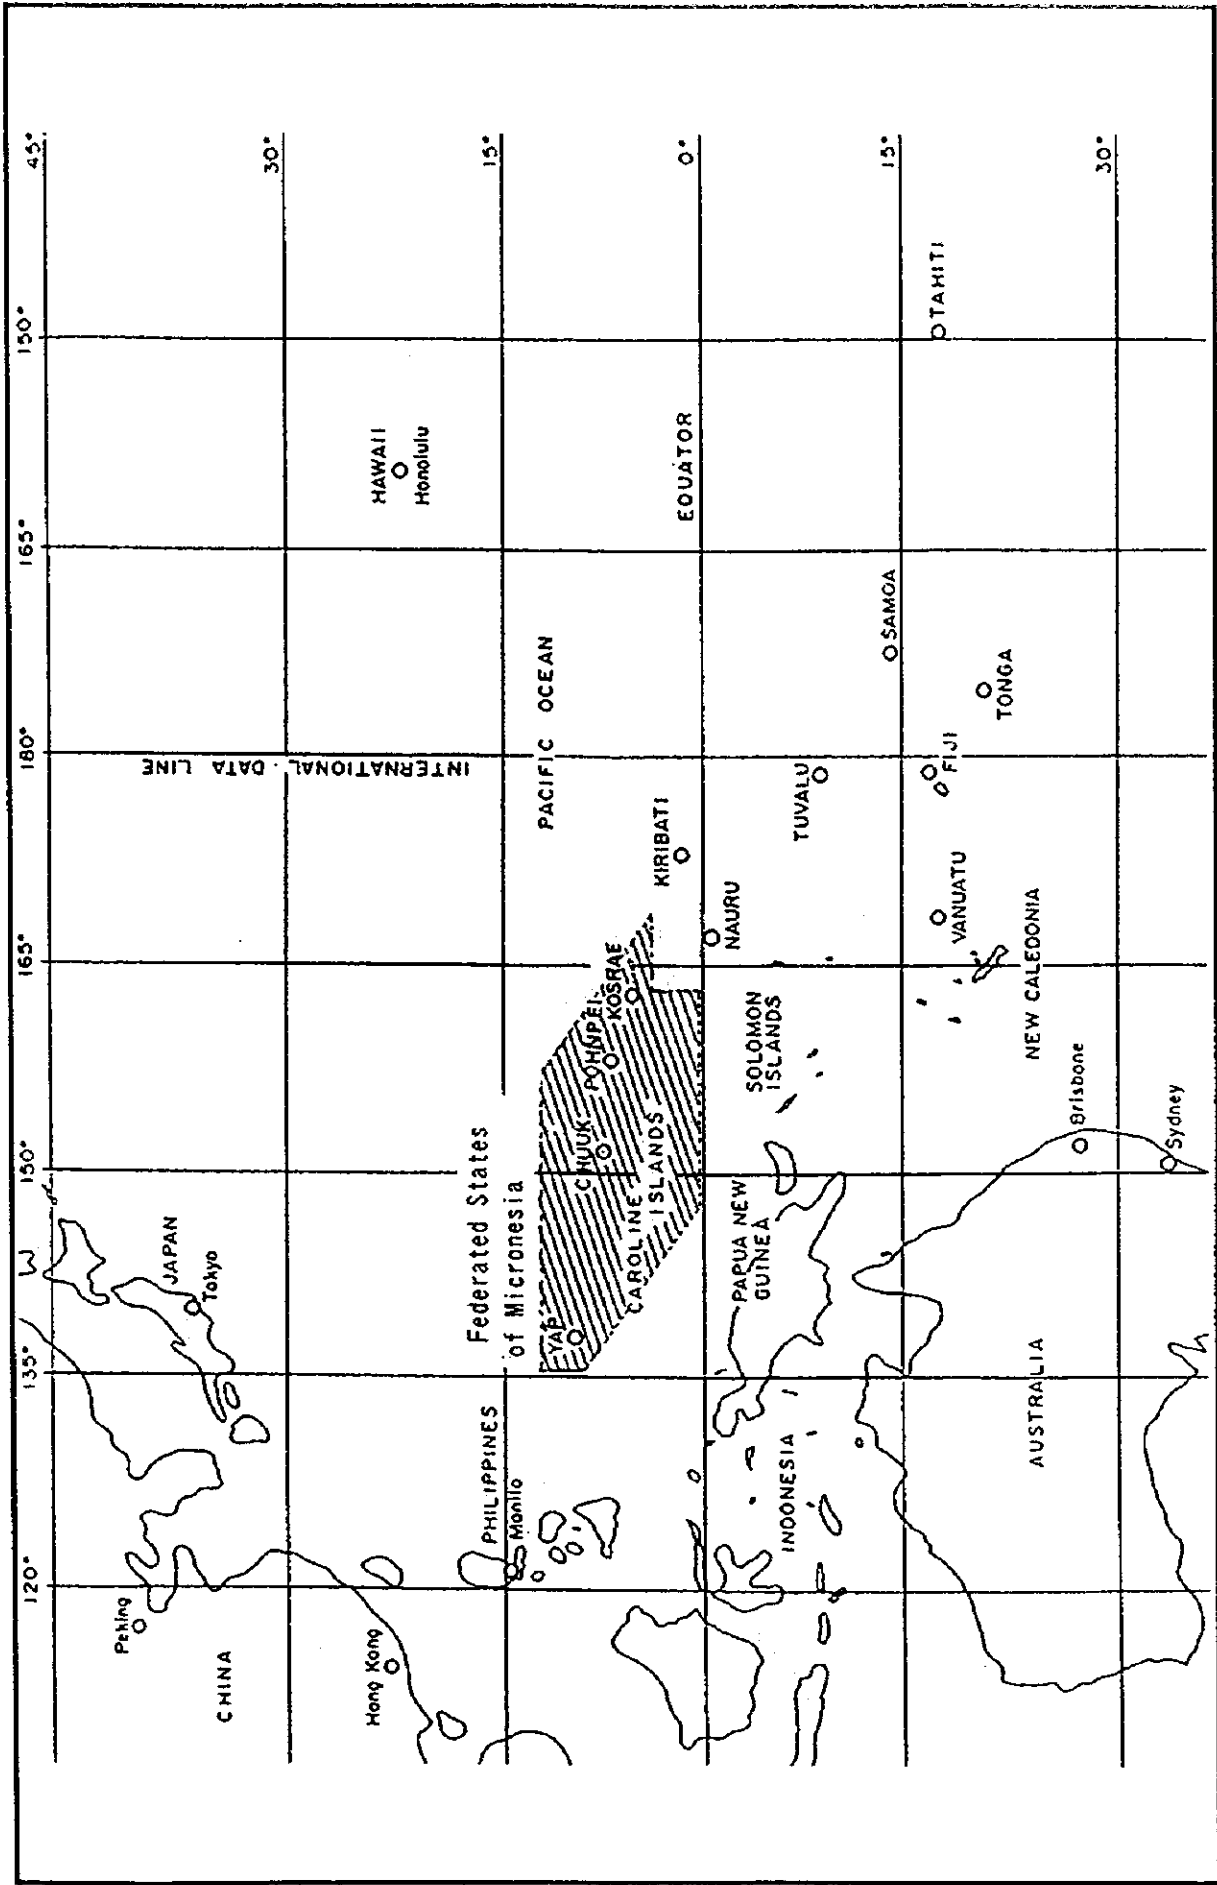 120°
135°
150°
165°
180°
165°
150°
45°
Peking
JAPAN
Tokyo
CHINA
30°
INTERNATIONAL · DATA LINE
Hong Kong
HAWAII
Honolulu
Federated States
of Micronesia
PHILIPPINES
Manila
15°
PACIFIC OCEAN
YAP
CHUUK
POHNPEI
KOSRAE
CAROLINE
ISLANDS
KIRIBATI
EQUATOR
0°
NAURU
PAPUA NEW
GUINEA
SOLOMON
ISLANDS
INDONESIA
TUVALU
SAMOA
15°
TAHITI
FIJI
VANUATU
TONGA
AUSTRALIA
NEW CALEDONIA
Brisbane
30°
Sydney